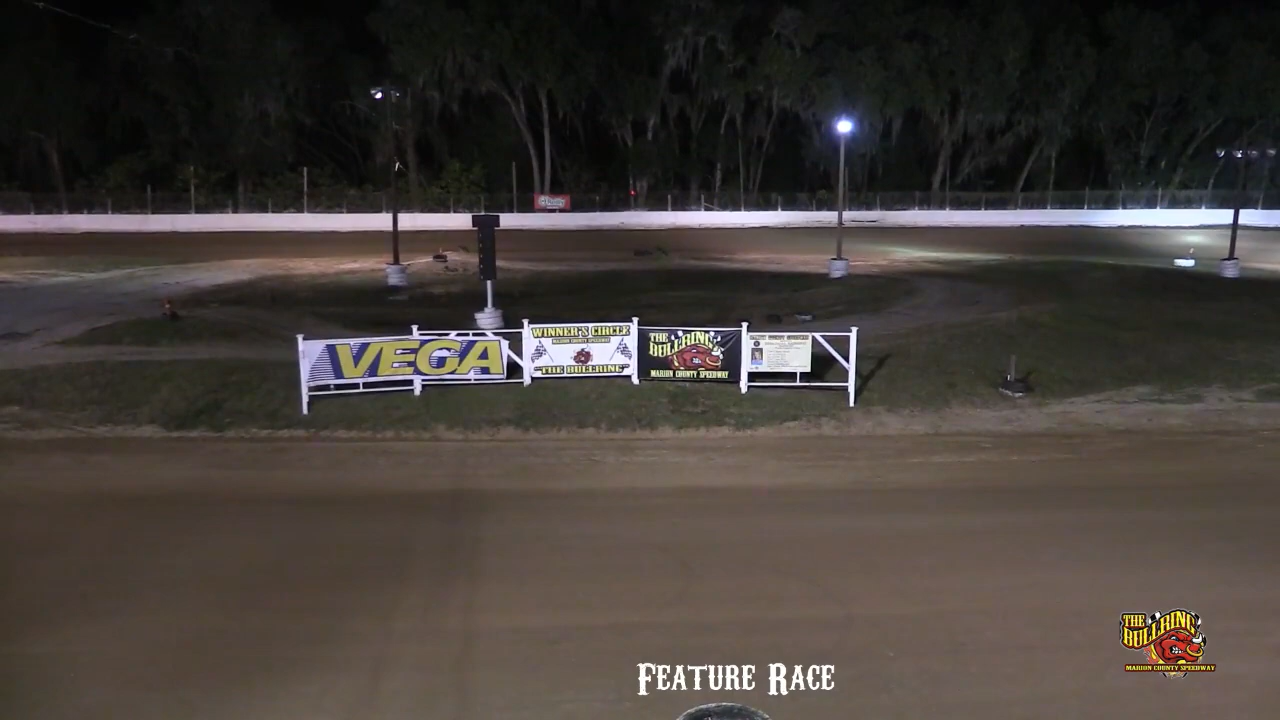 O'Reilly
VEGA
WINNER'S CIRCLE
MARION COUNTY SPEEDWAY
"THE BULLRING"
THE
BULLRING
MARION COUNTY SPEEDWAY
THE
BULLRING
MARION COUNTY SPEEDWAY
FEATURE RACE